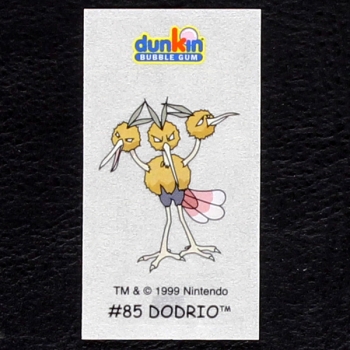 dunkin
BUBBLE GUM
TM & © 1999 Nintendo
#85 DODRIO™